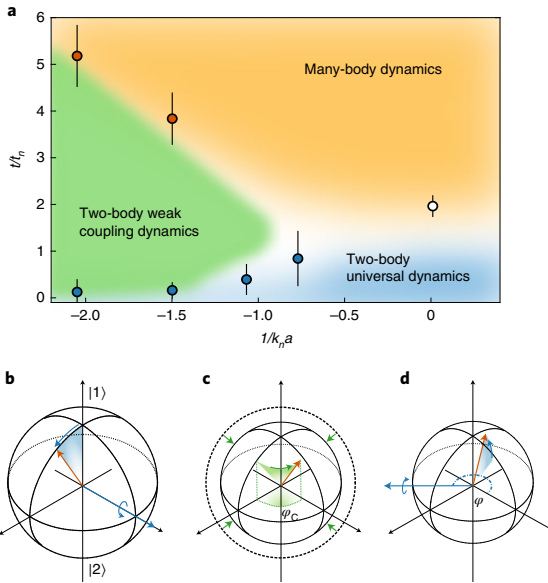 a
6
5
4
3
2
1
0
t/tn
Many-body dynamics
Two-body weak
coupling dynamics
Two-body
universal dynamics
−2.0
−1.5
−1.0
−0.5
0
1/kna
b
c
d
|1⟩
|2⟩
φC
φ